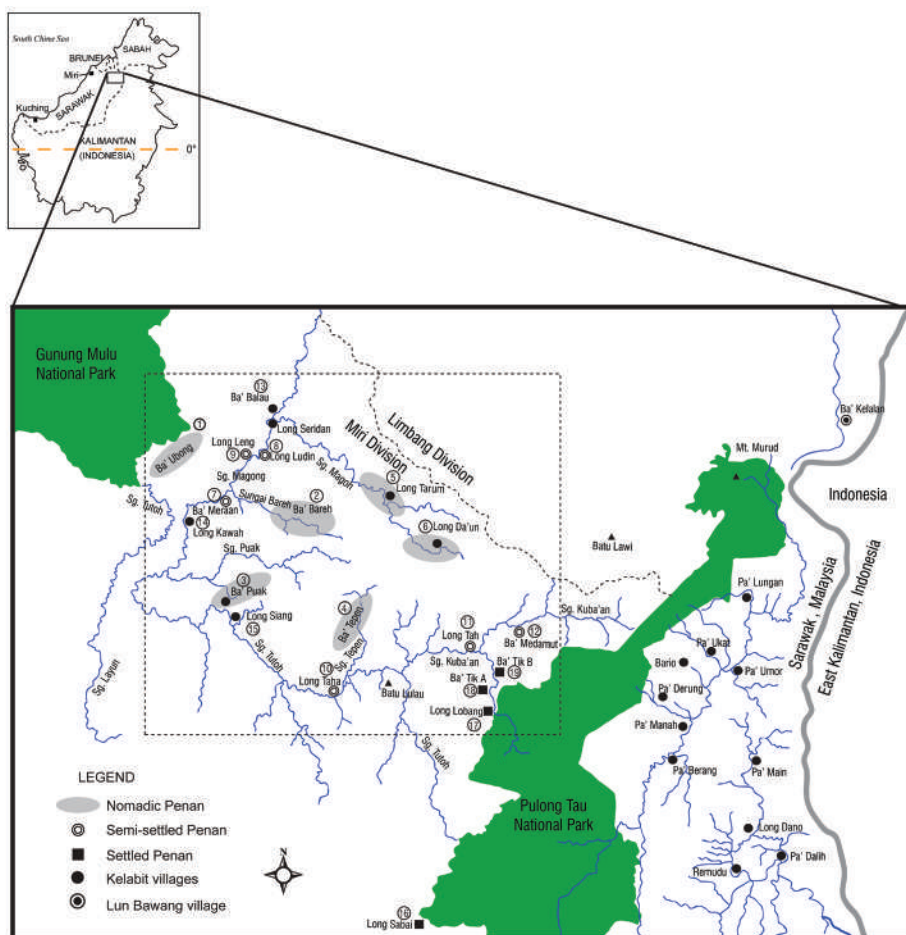 South China Sea
SABAH
BRUNEI
Miri
SARAWAK
Kuching
KALIMANTAN
(INDONESIA)
0°
Gunung Mulu
National Park
13
Ba' Balau
Long Seridan
Limbang Division
Miri Division
Ba' Kelalan
1
Ba' Ubong
Long Leng
9
8
Long Ludin
Sg. Magong
Sg. Magoh
5
Long Tarum
Mt. Murud
Sg. Tutoh
7
Ba' Meraan
Sungai Bareh
2
Ba' Bareh
Indonesia
14
Long Kawah
6
Long Da'un
Batu Lawi
Sg. Puak
3
Ba' Puak
Long Siang
15
4
Ba' Tepen
Sg. Tepen
Sg. Kuba'an
Pa' Lungan
11
Long Tah
12
Ba' Medamut
Sarawak, Malaysia
East Kalimantan, Indonesia
Pa' Ukat
Bario
Pa' Umor
Sg. Layun
Sg. Tutoh
10
Long Taha
Batu Lulau
Sg. Kuba'an
Ba' Tik B
19
Ba' Tik A
18
Long Lobang
17
Pa' Derung
Pa' Manah
Sg. Tutoh
Pa' Berang
Pa' Main
Pulong Tau
National Park
Long Dano
Pa' Dalih
Remudu
16
Long Sabai
LEGEND
Nomadic Penan
Semi-settled Penan
Settled Penan
Kelabit villages
Lun Bawang village
N